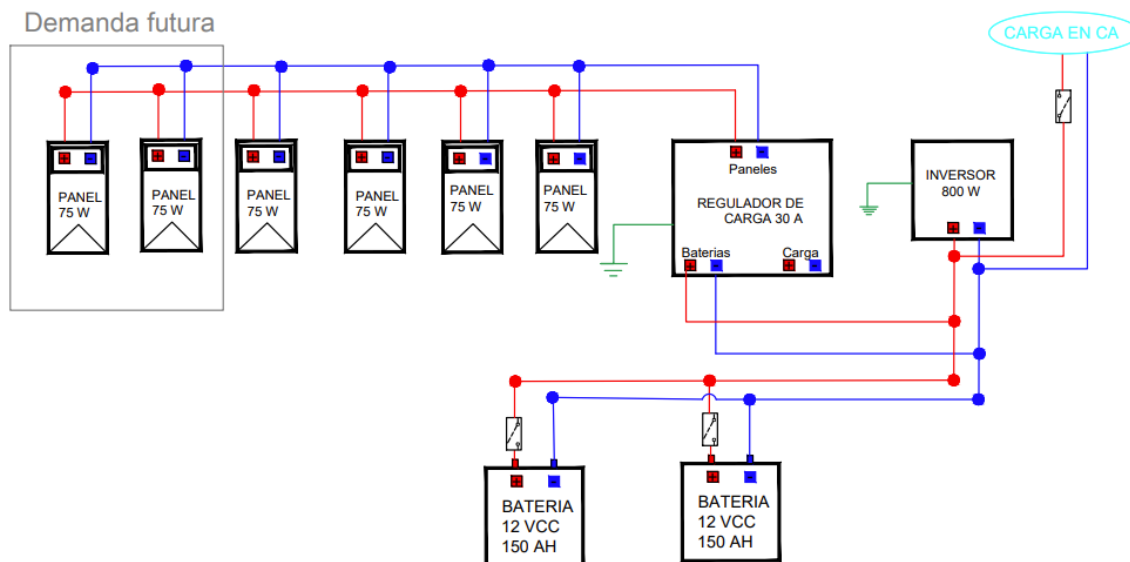 Demanda futura
CARGA EN CA
PANEL
75 W
PANEL
75 W
PANEL
75 W
PANEL
75 W
PANEL
75 W
PANEL
75 W
Paneles
REGULADOR DE
CARGA 30 A
Baterias
Carga
INVERSOR
800 W
BATERIA
12 VCC
150 AH
BATERIA
12 VCC
150 AH